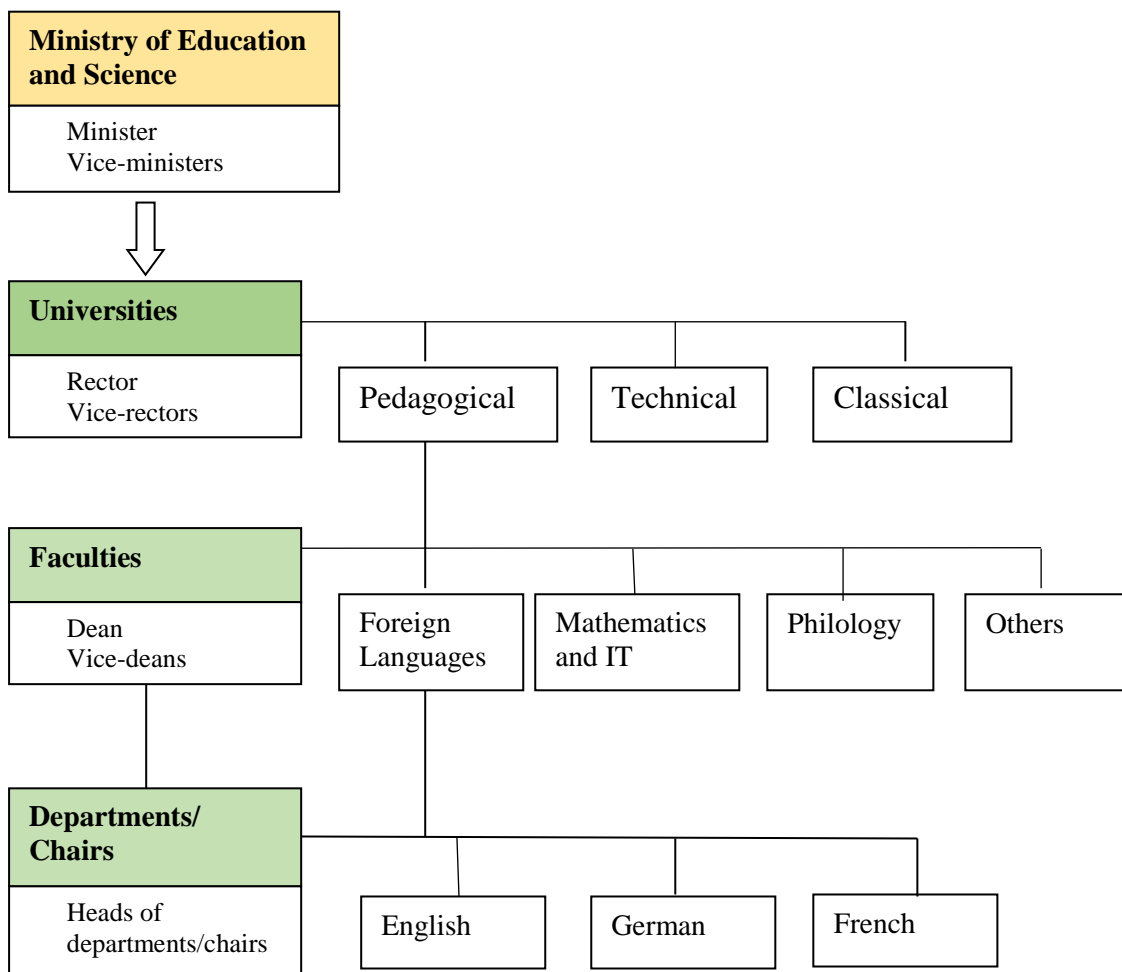 Ministry of Education
and Science
Minister
Vice-ministers
Universities
Rector
Vice-rectors
Pedagogical
Technical
Classical
Faculties
Dean
Vice-deans
Foreign
Languages
Mathematics
and IT
Philology
Others
Departments/
Chairs
Heads of
departments/chairs
English
German
French